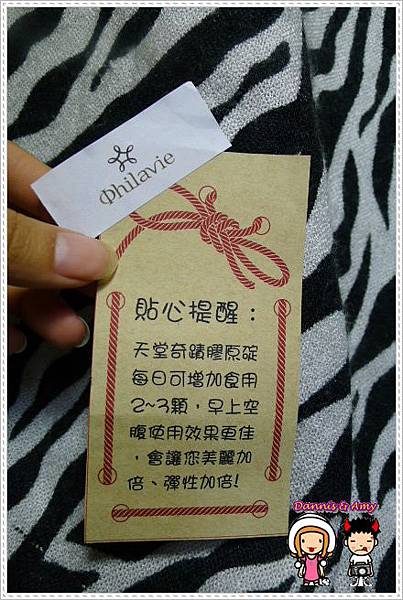 Philavie
貼心提醒：
天堂奇蹟膠原碇
每日可增加食用
2~3顆，早上空
腹使用效果更佳
，會讓您美麗加
倍、彈性加倍!
Dannis & Amy